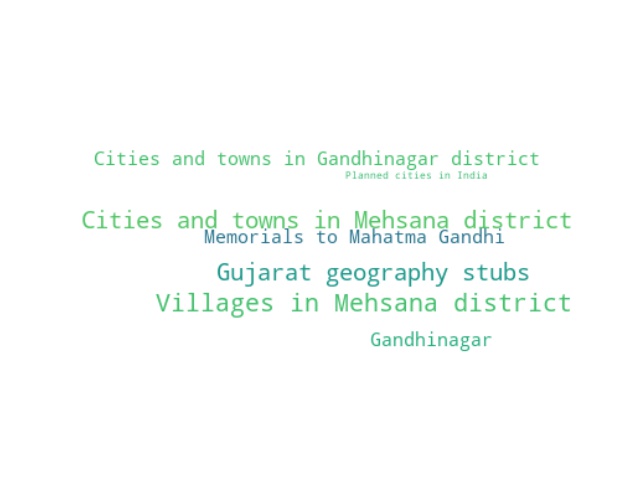 Cities and towns in Gandhinagar district
Planned cities in India
Cities and towns in Mehsana district
Memorials to Mahatma Gandhi
Gujarat geography stubs
Villages in Mehsana district
Gandhinagar